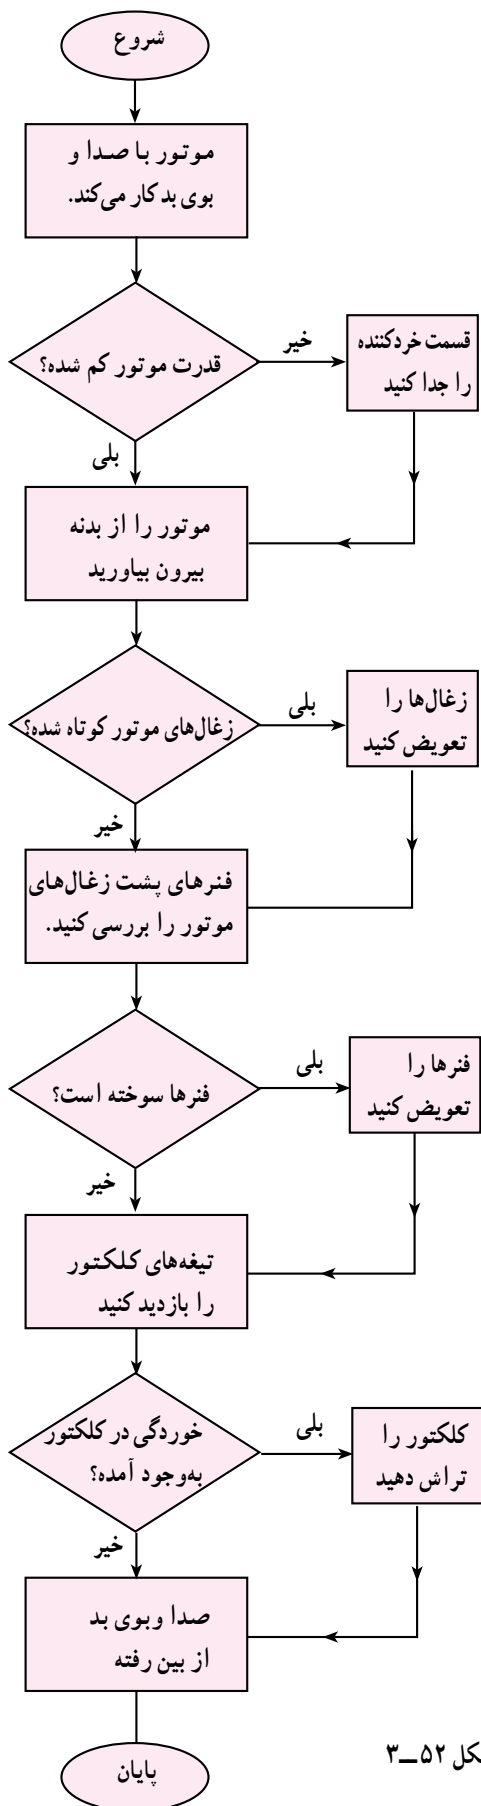 شروع
موتور با صدا و
بوی بد کار می‌کند.
قدرت موتور کم شده؟
خیر
قسمت خردکننده
را جدا کنید
بلی
موتور را از بدنه
بیرون بیاورید
زغال‌های موتور کوتاه شده؟
بلی
زغال‌ها را
تعویض کنید
خیر
فنرهای پشت زغال‌های
موتور را بررسی کنید.
فنرها سوخته است؟
بلی
فنرها را
تعویض کنید
خیر
تیغه‌های کلکتور
را بازدید کنید
خوردگی در کلکتور
به‌وجود آمده؟
بلی
کلکتور را
تراش دهید
خیر
صدا وبوی بد
از بین رفته
پایان
کل ۵۲ــ۳